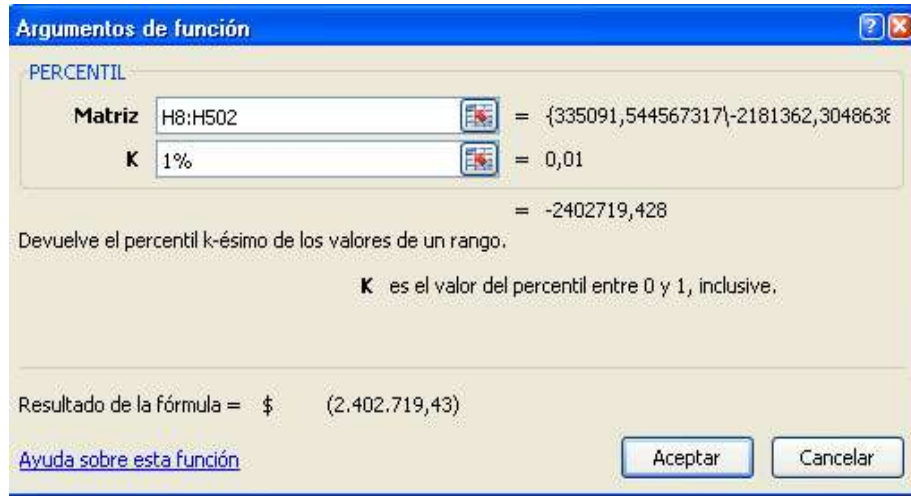 Argumentos de función
PERCENTIL
Matriz H8:H502 = {335091,544567317\-2181362,3048638
K 1% = 0,01
= -2402719,428
Devuelve el percentil k-ésimo de los valores de un rango.
K es el valor del percentil entre 0 y 1, inclusive.
Resultado de la fórmula = $ (2.402.719,43)
Ayuda sobre esta función Aceptar Cancelar